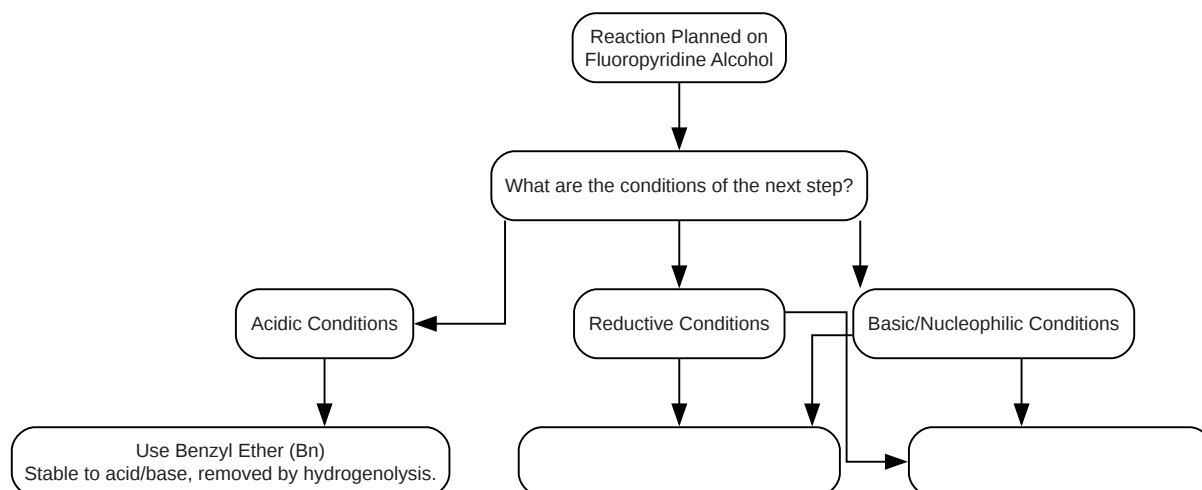 Reaction Planned on
Fluoropyridine Alcohol
What are the conditions of the next step?
Acidic Conditions
Reductive Conditions
Basic/Nucleophilic Conditions
Use Benzyl Ether (Bn)
Stable to acid/base, removed by hydrogenolysis.